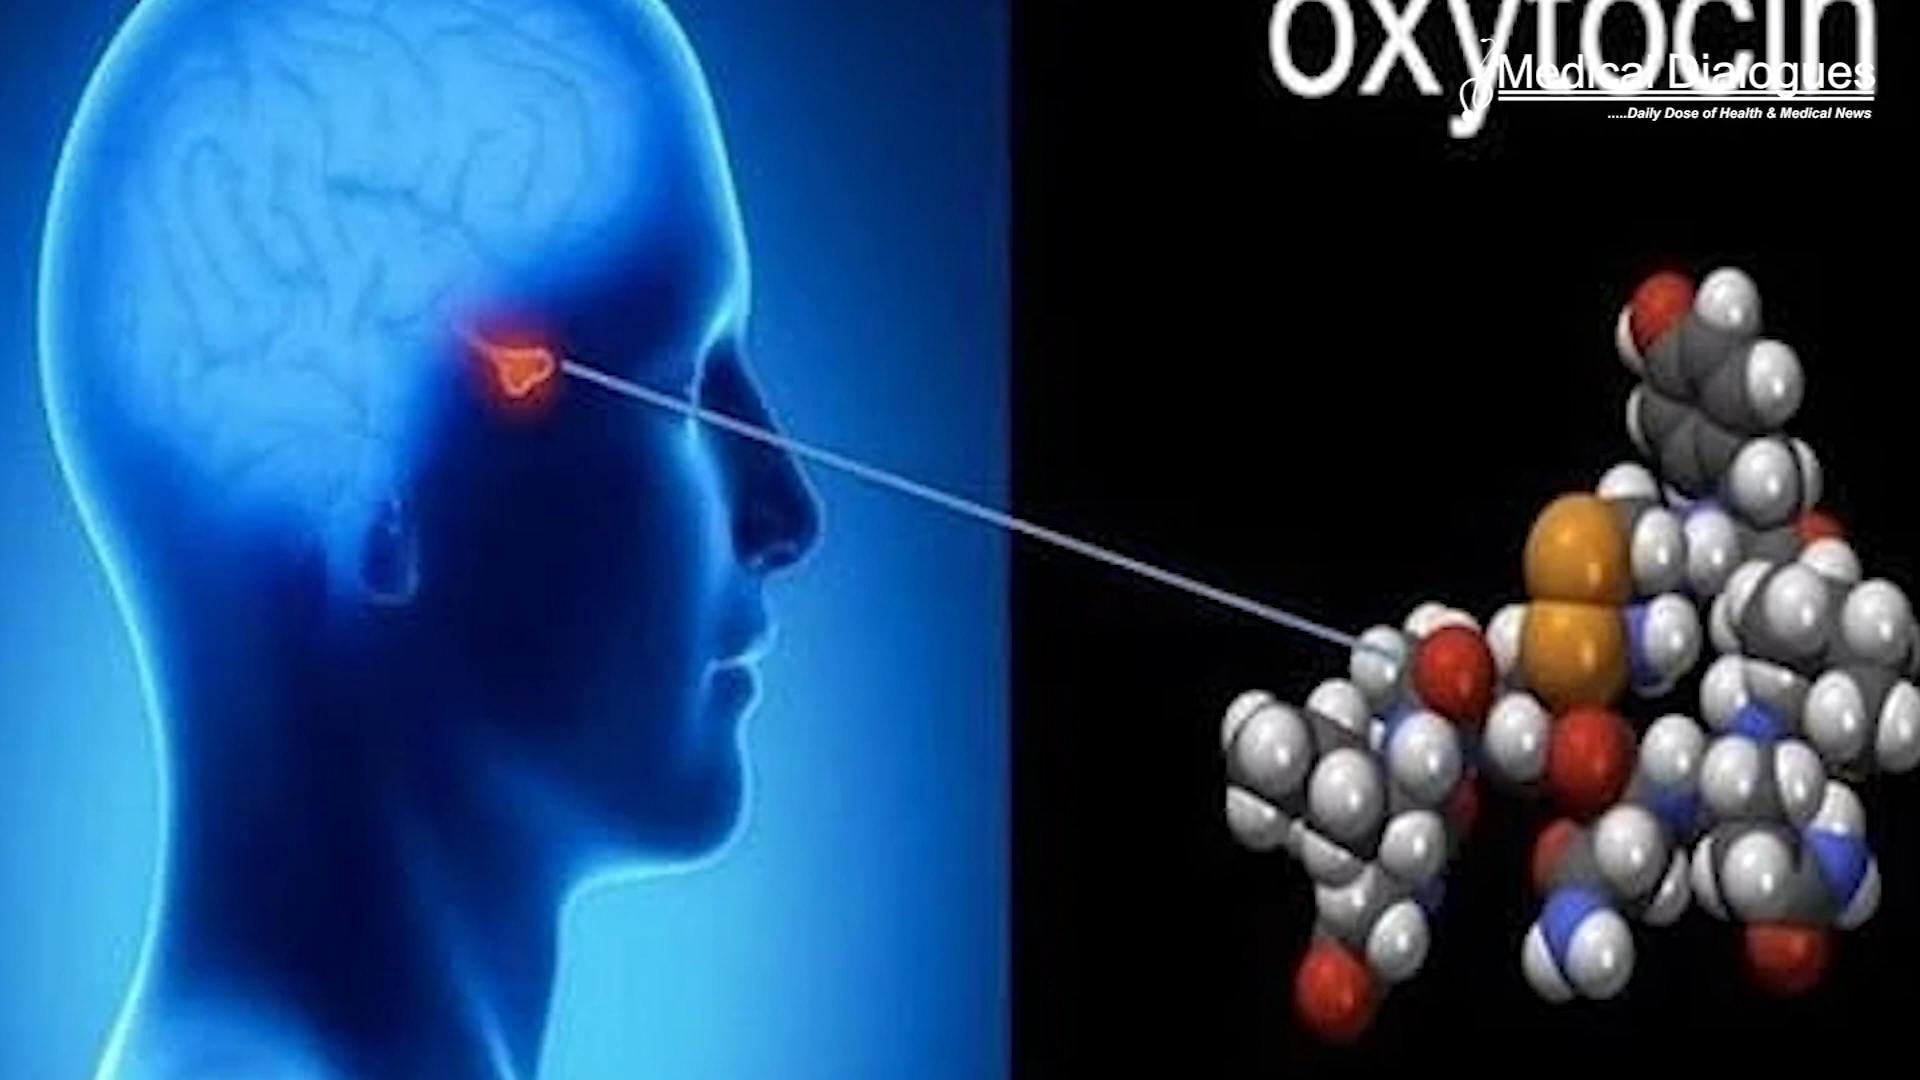 oxytocin
Medical Dialogues
.....Daily Dose of Health & Medical News